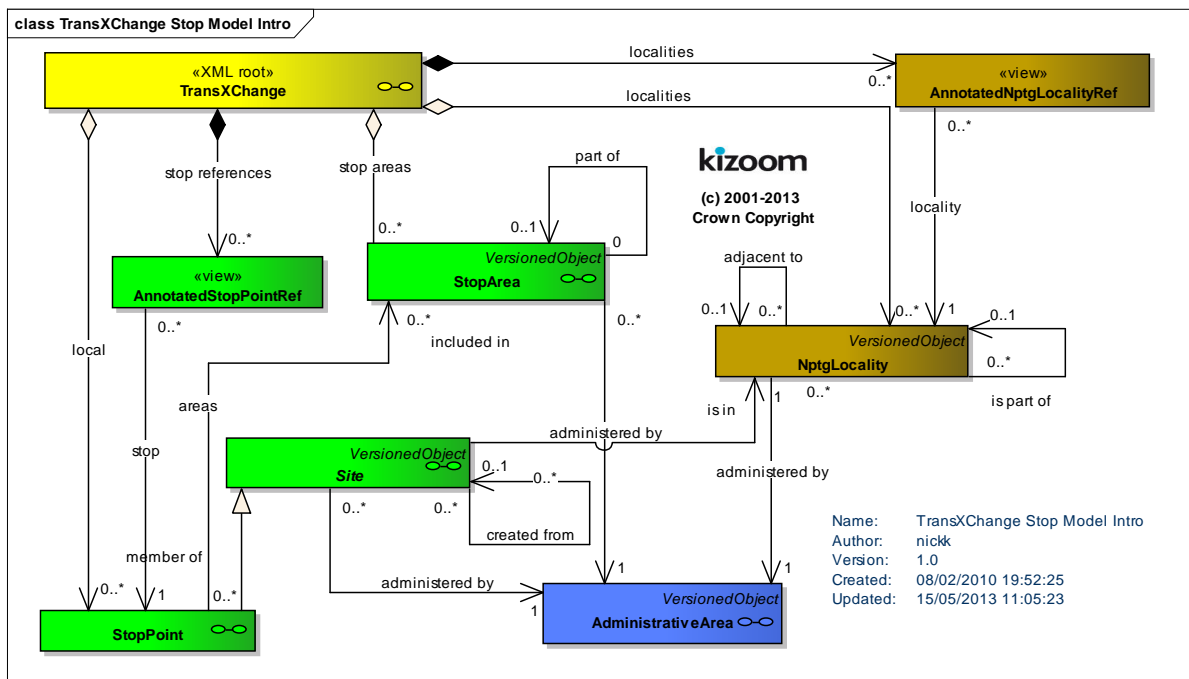 class TransXChange Stop Model Intro
«XML root»
TransXChange
localities
0..*
«view»
AnnotatedNptgLocalityRef
0..*
localities
stop references
stop areas
part of
kizoom
(c) 2001-2013
Crown Copyright
locality
0..*
0..*
0..1
0
VersionedObject
StopArea
adjacent to
«view»
AnnotatedStopPointRef
0..*
0..*
included in
0..*
0..1
0..*
0..*
1
0..1
VersionedObject
NptgLocality
0..*
0..*
is part of
local
areas
stop
is in
1
administered by
VersionedObject
Site
0..1
0..*
administered by
0..*
0..*
created from
member of
0..*
1
0..*
administered by
1
1
1
StopPoint
VersionedObject
AdministrativeArea
Name: TransXChange Stop Model Intro
Author: nickk
Version: 1.0
Created: 08/02/2010 19:52:25
Updated: 15/05/2013 11:05:23